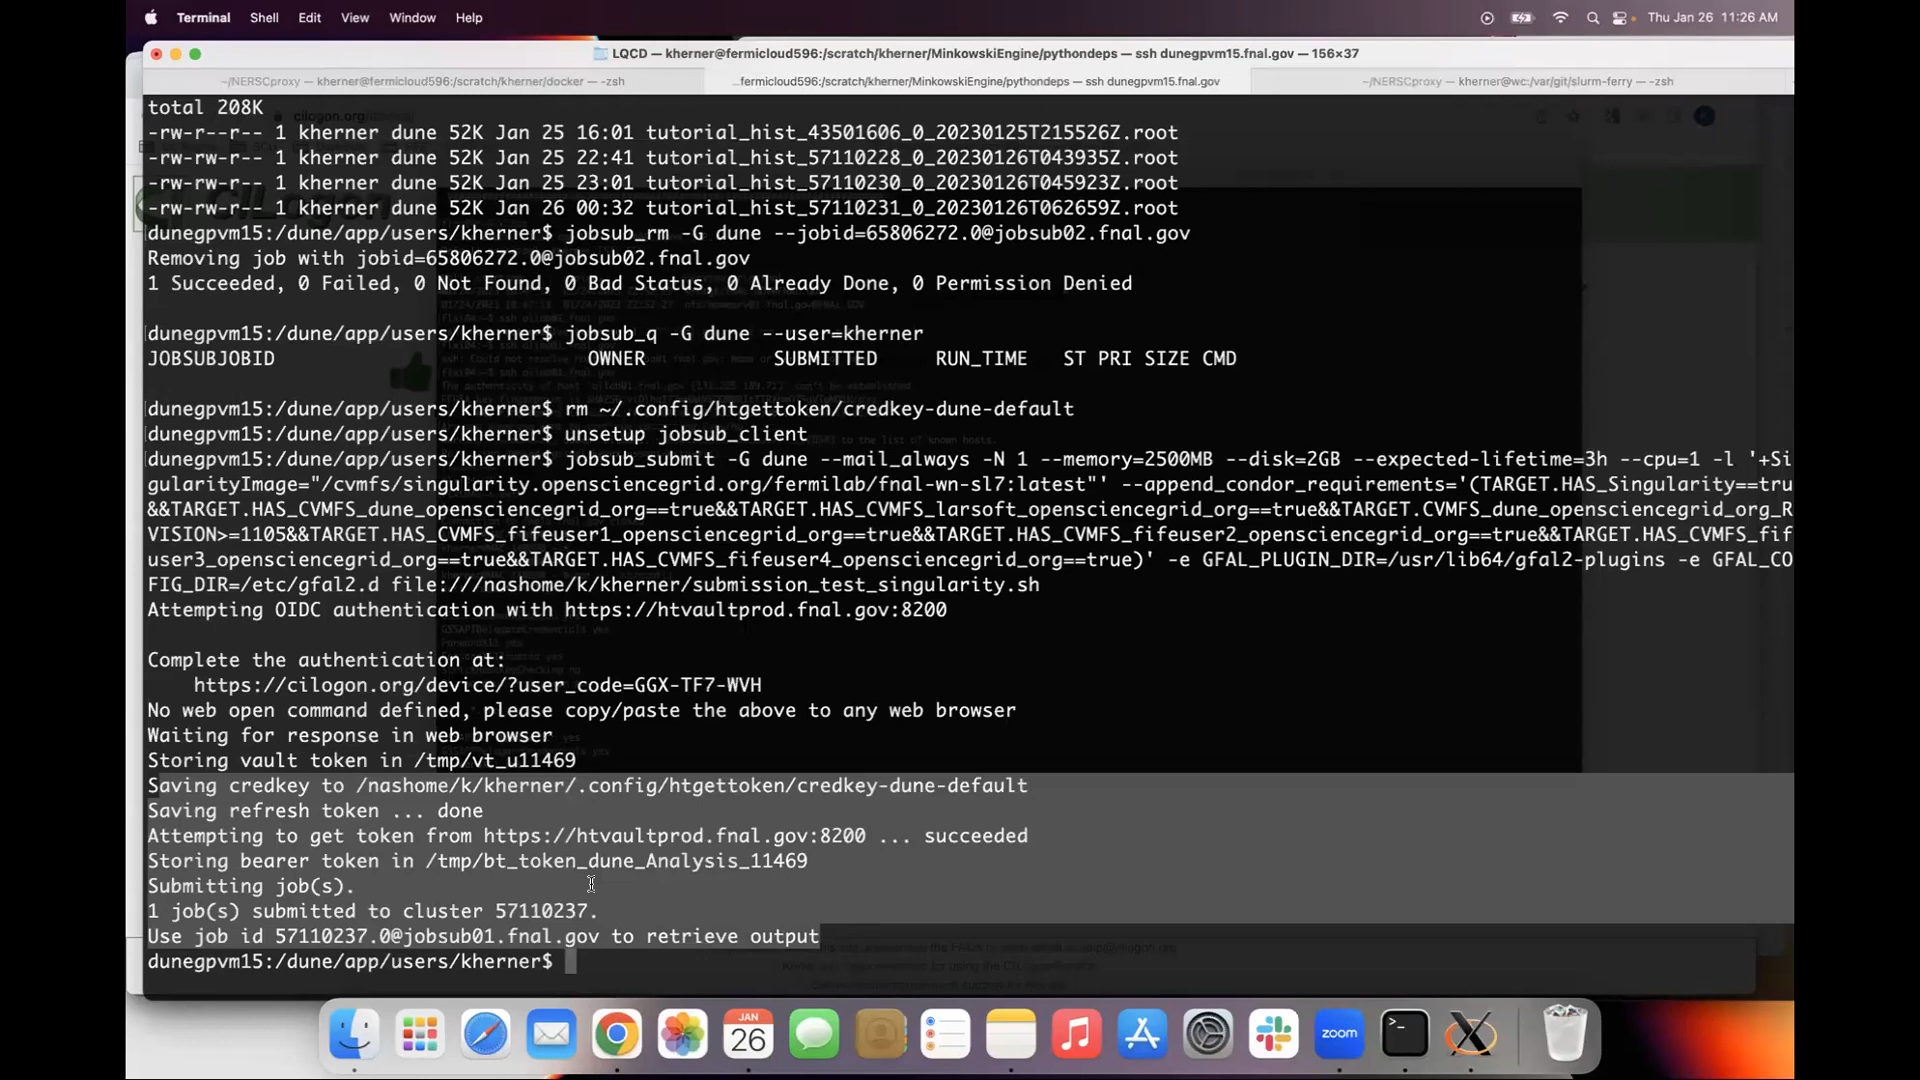 Terminal Shell Edit View Window Help Thu Jan 26 11:26 AM
LQCD — kherner@fermicloud596:/scratch/kherner/MinkowskiEngine/pythondeps — ssh dunegpvm15.fnal.gov — 156×37
~/NERSCproxy — kherner@fermicloud596:/scratch/kherner/docker — -zsh ...fermicloud596:/scratch/kherner/MinkowskiEngine/pythondeps — ssh dunegpvm15.fnal.gov ~/NERSCproxy — kherner@wc:/var/git/slurm-ferry — -zsh
total 208K
-rw-r--r-- 1 kherner dune 52K Jan 25 16:01 tutorial_hist_43501606_0_20230125T215526Z.root
-rw-rw-r-- 1 kherner dune 52K Jan 25 22:41 tutorial_hist_57110228_0_20230126T043935Z.root
-rw-rw-r-- 1 kherner dune 52K Jan 25 23:01 tutorial_hist_57110230_0_20230126T045923Z.root
-rw-rw-r-- 1 kherner dune 52K Jan 26 00:32 tutorial_hist_57110231_0_20230126T062659Z.root
dunegpvm15:/dune/app/users/kherner$ jobsub_rm -G dune --jobid=65806272.0@jobsub02.fnal.gov
Removing job with jobid=65806272.0@jobsub02.fnal.gov
1 Succeeded, 0 Failed, 0 Not Found, 0 Bad Status, 0 Already Done, 0 Permission Denied
dunegpvm15:/dune/app/users/kherner$ jobsub_q -G dune --user=kherner
JOBSUBJOBID OWNER SUBMITTED RUN_TIME ST PRI SIZE CMD
dunegpvm15:/dune/app/users/kherner$ rm ~/.config/htgettoken/credkey-dune-default
dunegpvm15:/dune/app/users/kherner$ unsetup jobsub_client
dunegpvm15:/dune/app/users/kherner$ jobsub_submit -G dune --mail_always -N 1 --memory=2500MB --disk=2GB --expected-lifetime=3h --cpu=1 -l '+Si
gularityImage="/cvmfs/singularity.opensciencegrid.org/fermilab/fnal-wn-sl7:latest"' --append_condor_requirements='(TARGET.HAS_Singularity==tru
&&TARGET.HAS_CVMFS_dune_opensciencegrid_org==true&&TARGET.HAS_CVMFS_larsoft_opensciencegrid_org==true&&TARGET.CVMFS_dune_opensciencegrid_org_R
VISION>=1105&&TARGET.HAS_CVMFS_fifeuser1_opensciencegrid_org==true&&TARGET.HAS_CVMFS_fifeuser2_opensciencegrid_org==true&&TARGET.HAS_CVMFS_fif
user3_opensciencegrid_org==true&&TARGET.HAS_CVMFS_fifeuser4_opensciencegrid_org==true)' -e GFAL_PLUGIN_DIR=/usr/lib64/gfal2-plugins -e GFAL_CO
FIG_DIR=/etc/gfal2.d file:///nashome/k/kherner/submission_test_singularity.sh
Attempting OIDC authentication with https://htvaultprod.fnal.gov:8200
Complete the authentication at:
https://cilogon.org/device/?user_code=GGX-TF7-WVH
No web open command defined, please copy/paste the above to any web browser
Waiting for response in web browser
Storing vault token in /tmp/vt_u11469
Saving credkey to /nashome/k/kherner/.config/htgettoken/credkey-dune-default
Saving refresh token ... done
Attempting to get token from https://htvaultprod.fnal.gov:8200 ... succeeded
Storing bearer token in /tmp/bt_token_dune_Analysis_11469
Submitting job(s).
1 job(s) submitted to cluster 57110237.
Use job id 57110237.0@jobsub01.fnal.gov to retrieve output
dunegpvm15:/dune/app/users/kherner$
JAN
26
zoom